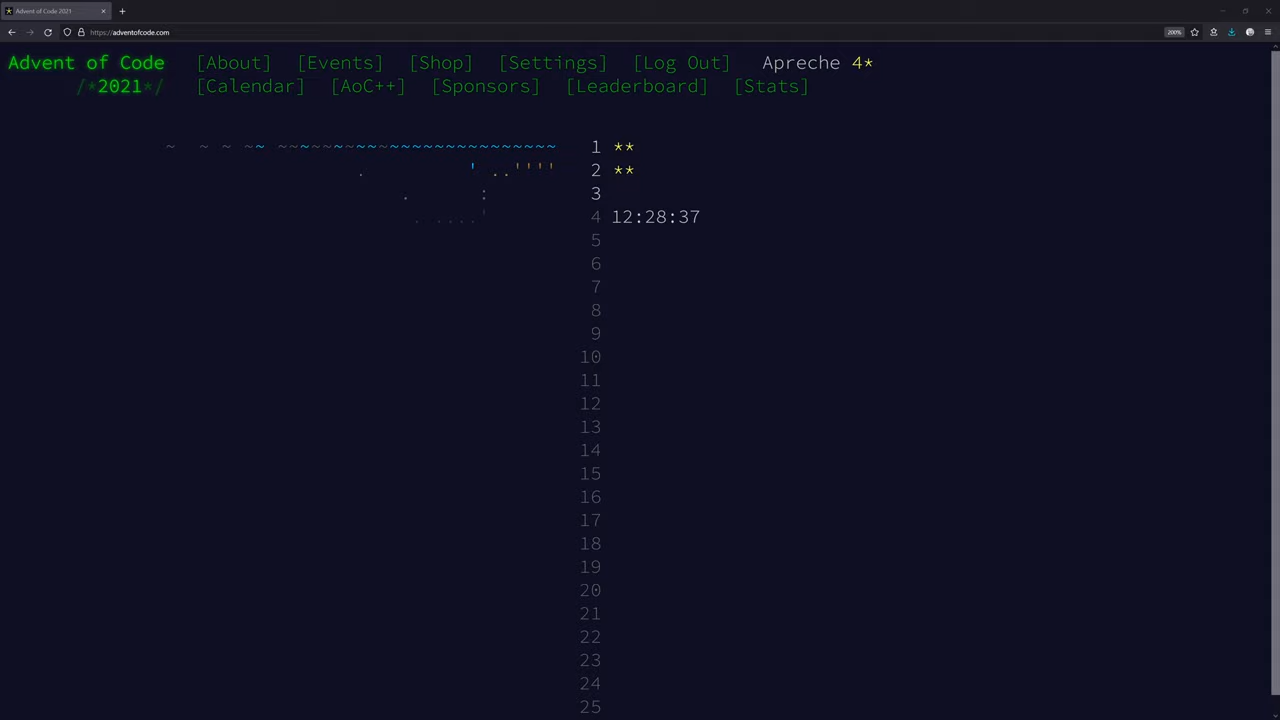 Advent of Code 2021
https://adventofcode.com
200%
Advent of Code [About] [Events] [Shop] [Settings] [Log Out] Apreche 4*
/*2021*/ [Calendar] [AoC++] [Sponsors] [Leaderboard] [Stats]
~  ~ ~ ~~ ~~~~~~~~~~~~~~~~~~~~~~~~~ 1 **
. ' ..'''' 2 **
. : 3
. ....' 4 12:28:37
5
6
7
8
9
10
11
12
13
14
15
16
17
18
19
20
21
22
23
24
25